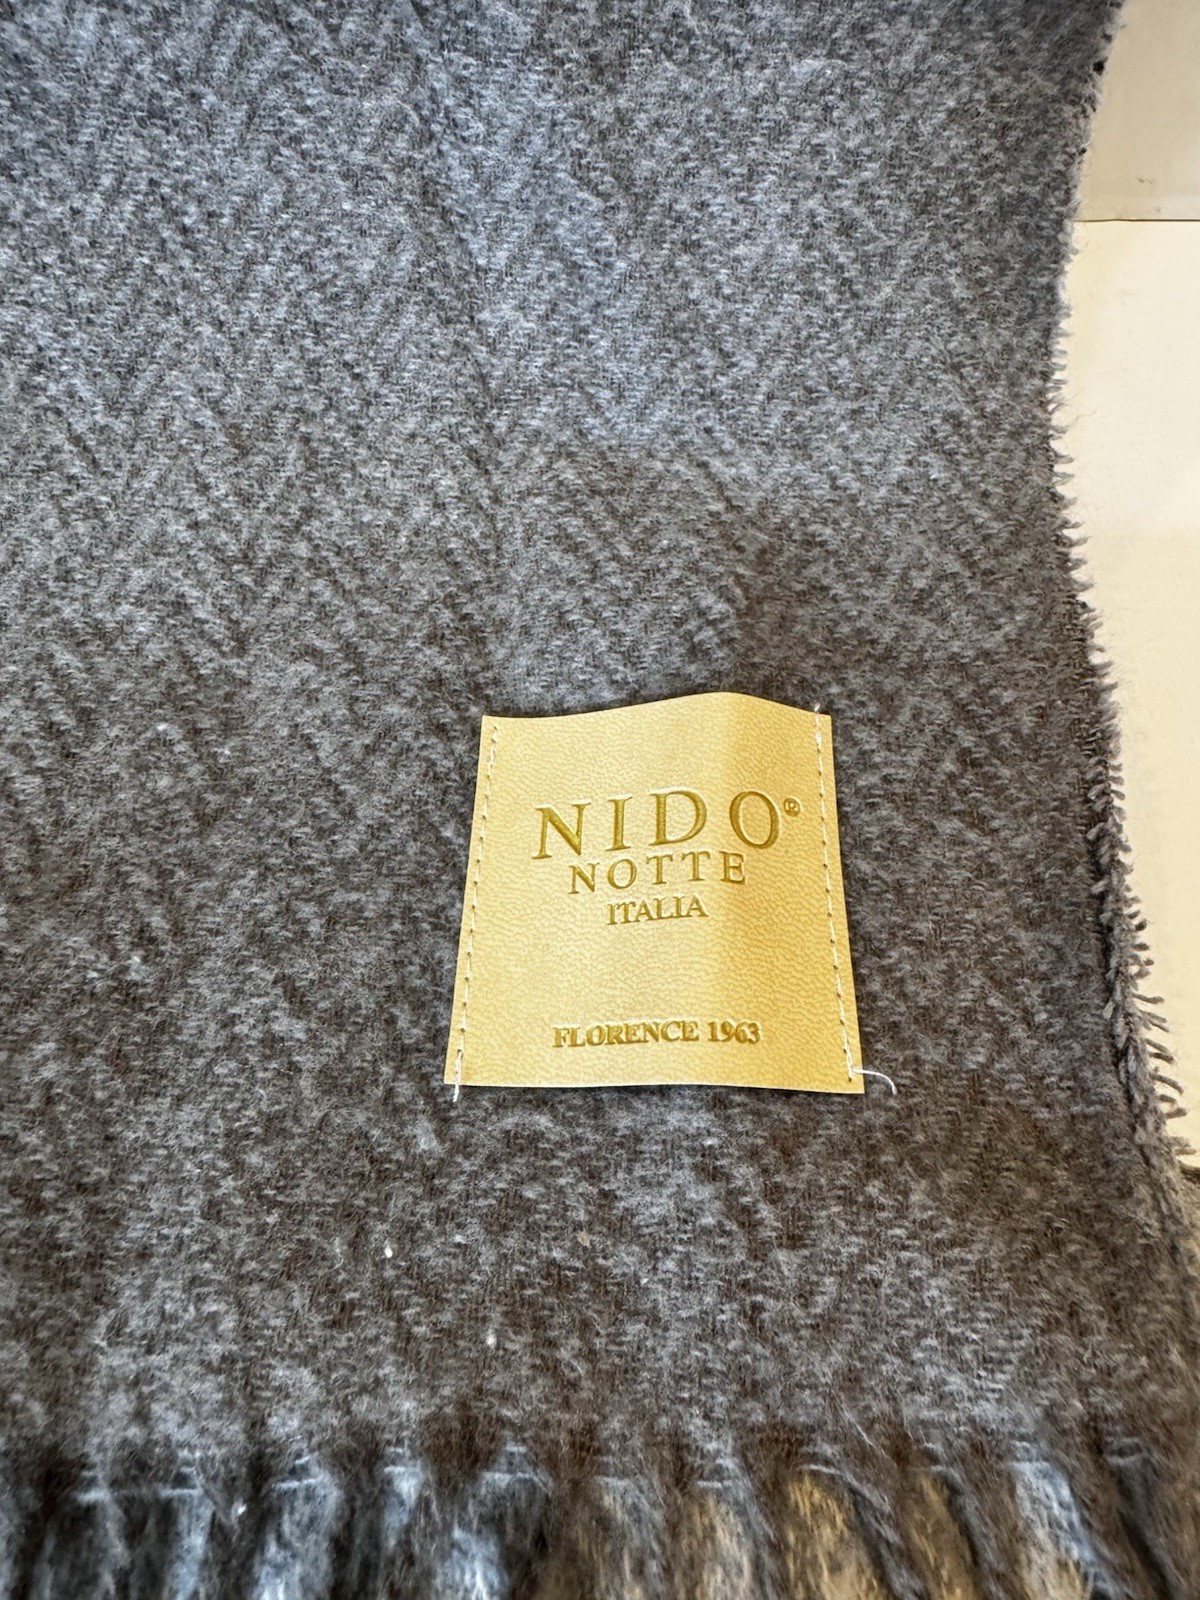 NIDO®
NOTTE
ITALIA
FLORENCE 1963